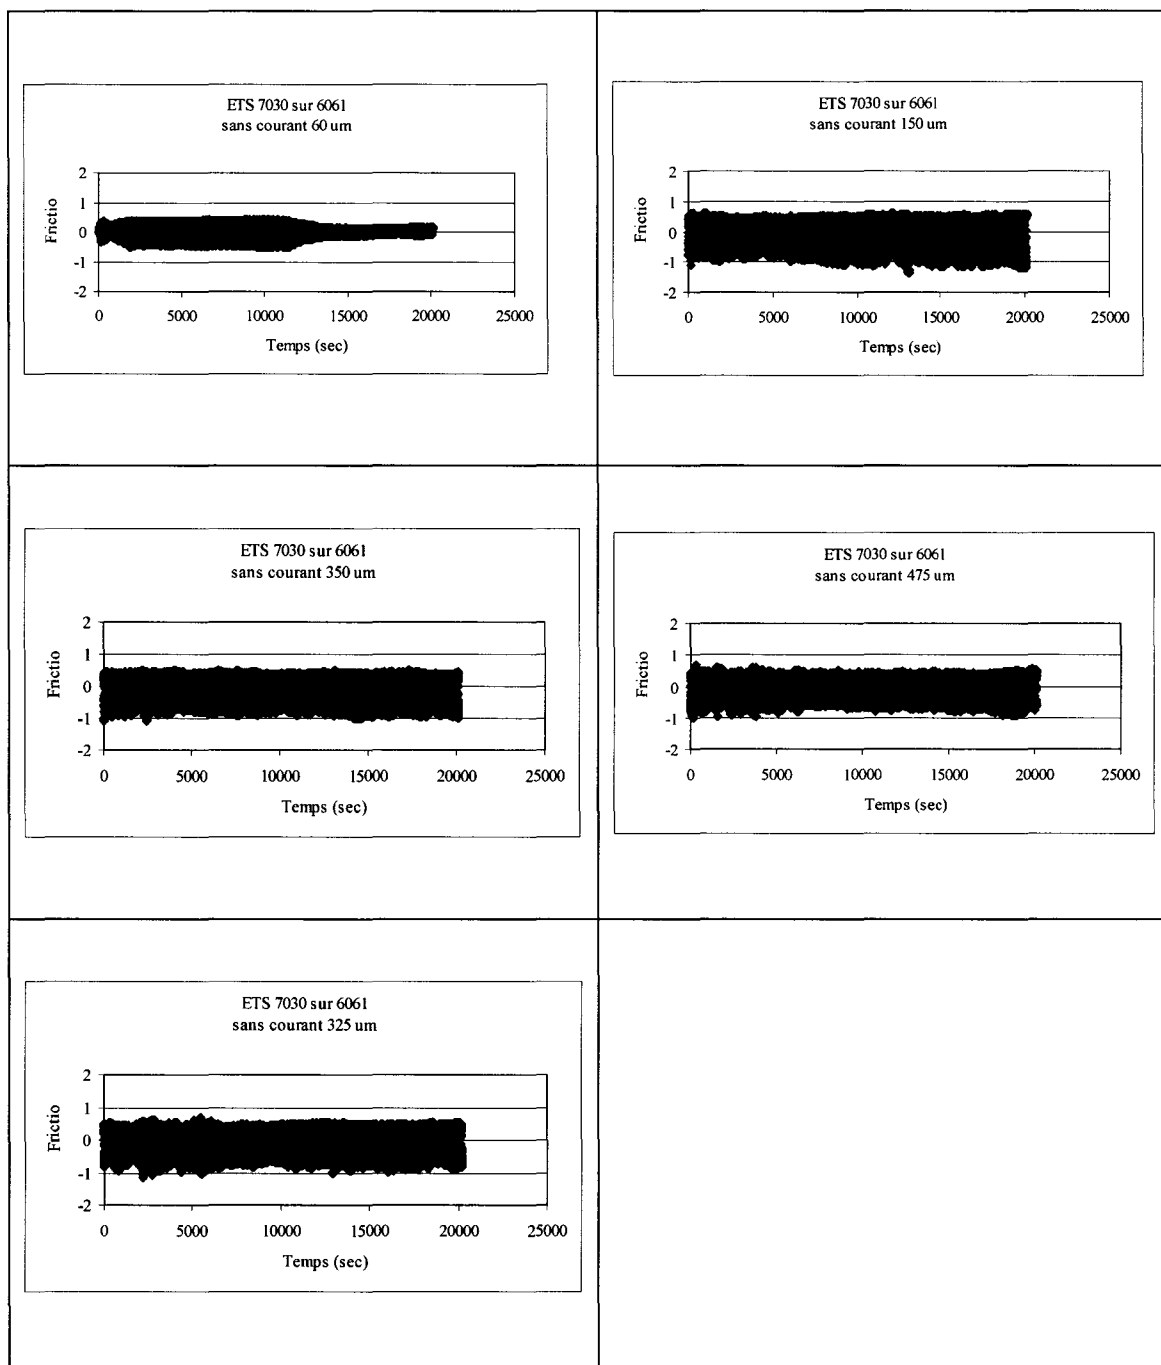 ETS 7030 sur 6061
sans courant 60 um
2
1
0
-1
-2
Frictio
0 5000 10000 15000 20000 25000
Temps (sec)
ETS 7030 sur 6061
sans courant 150 um
2
1
0
-1
-2
Frictio
0 5000 10000 15000 20000 25000
Temps (sec)
ETS 7030 sur 6061
sans courant 350 um
2
1
0
-1
-2
Frictio
0 5000 10000 15000 20000 25000
Temps (sec)
ETS 7030 sur 6061
sans courant 475 um
2
1
0
-1
-2
Frictio
0 5000 10000 15000 20000 25000
Temps (sec)
ETS 7030 sur 6061
sans courant 325 um
2
1
0
-1
-2
Frictio
0 5000 10000 15000 20000 25000
Temps (sec)